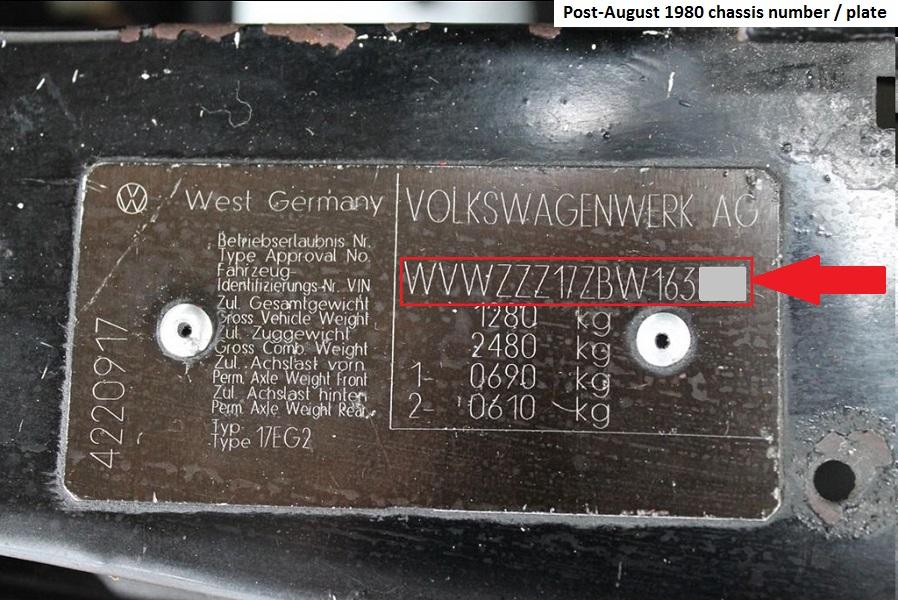 Post-August 1980 chassis number / plate
West Germany
VOLKSWAGENWERK AG
Betriebserlaubnis Nr.
Type Approval No.
Fahrzeug-
Identifizierungs-Nr. VIN
WVWZZZ17ZBW163
Zul. Gesamtgewicht
Gross Vehicle Weight 1280 kg
Zul. Zuggewicht
Gross Comb. Weight 2480 kg
Zul. Achslast vorn
Perm. Axle Weight Front 1- 0690 kg
Zul. Achslast hinten
Perm. Axle Weight Rear 2- 0610 kg
Typ
Type 17EG2
4220917